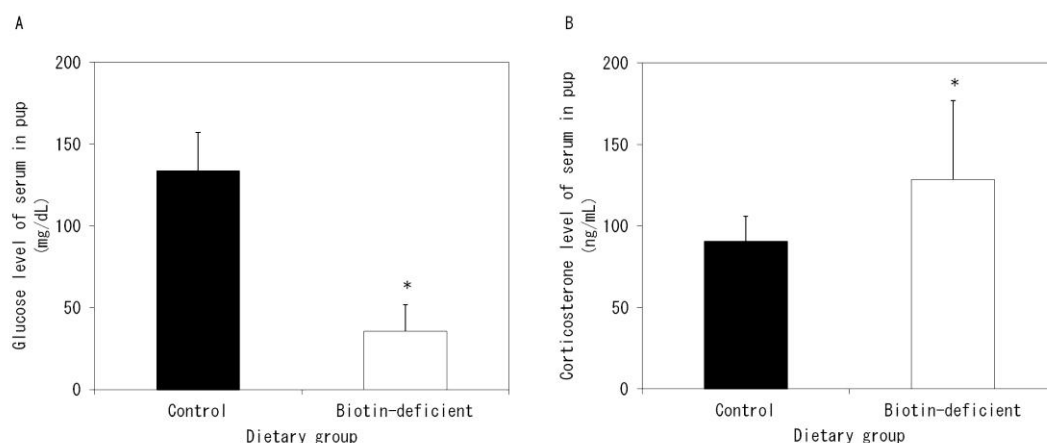 A
Glucose level of serum in pup
(mg/dL)
200
150
100
50
0
*
Control
Biotin-deficient
Dietary group
B
Corticosterone level of serum in pup
(ng/mL)
200
150
100
50
0
*
Control
Biotin-deficient
Dietary group